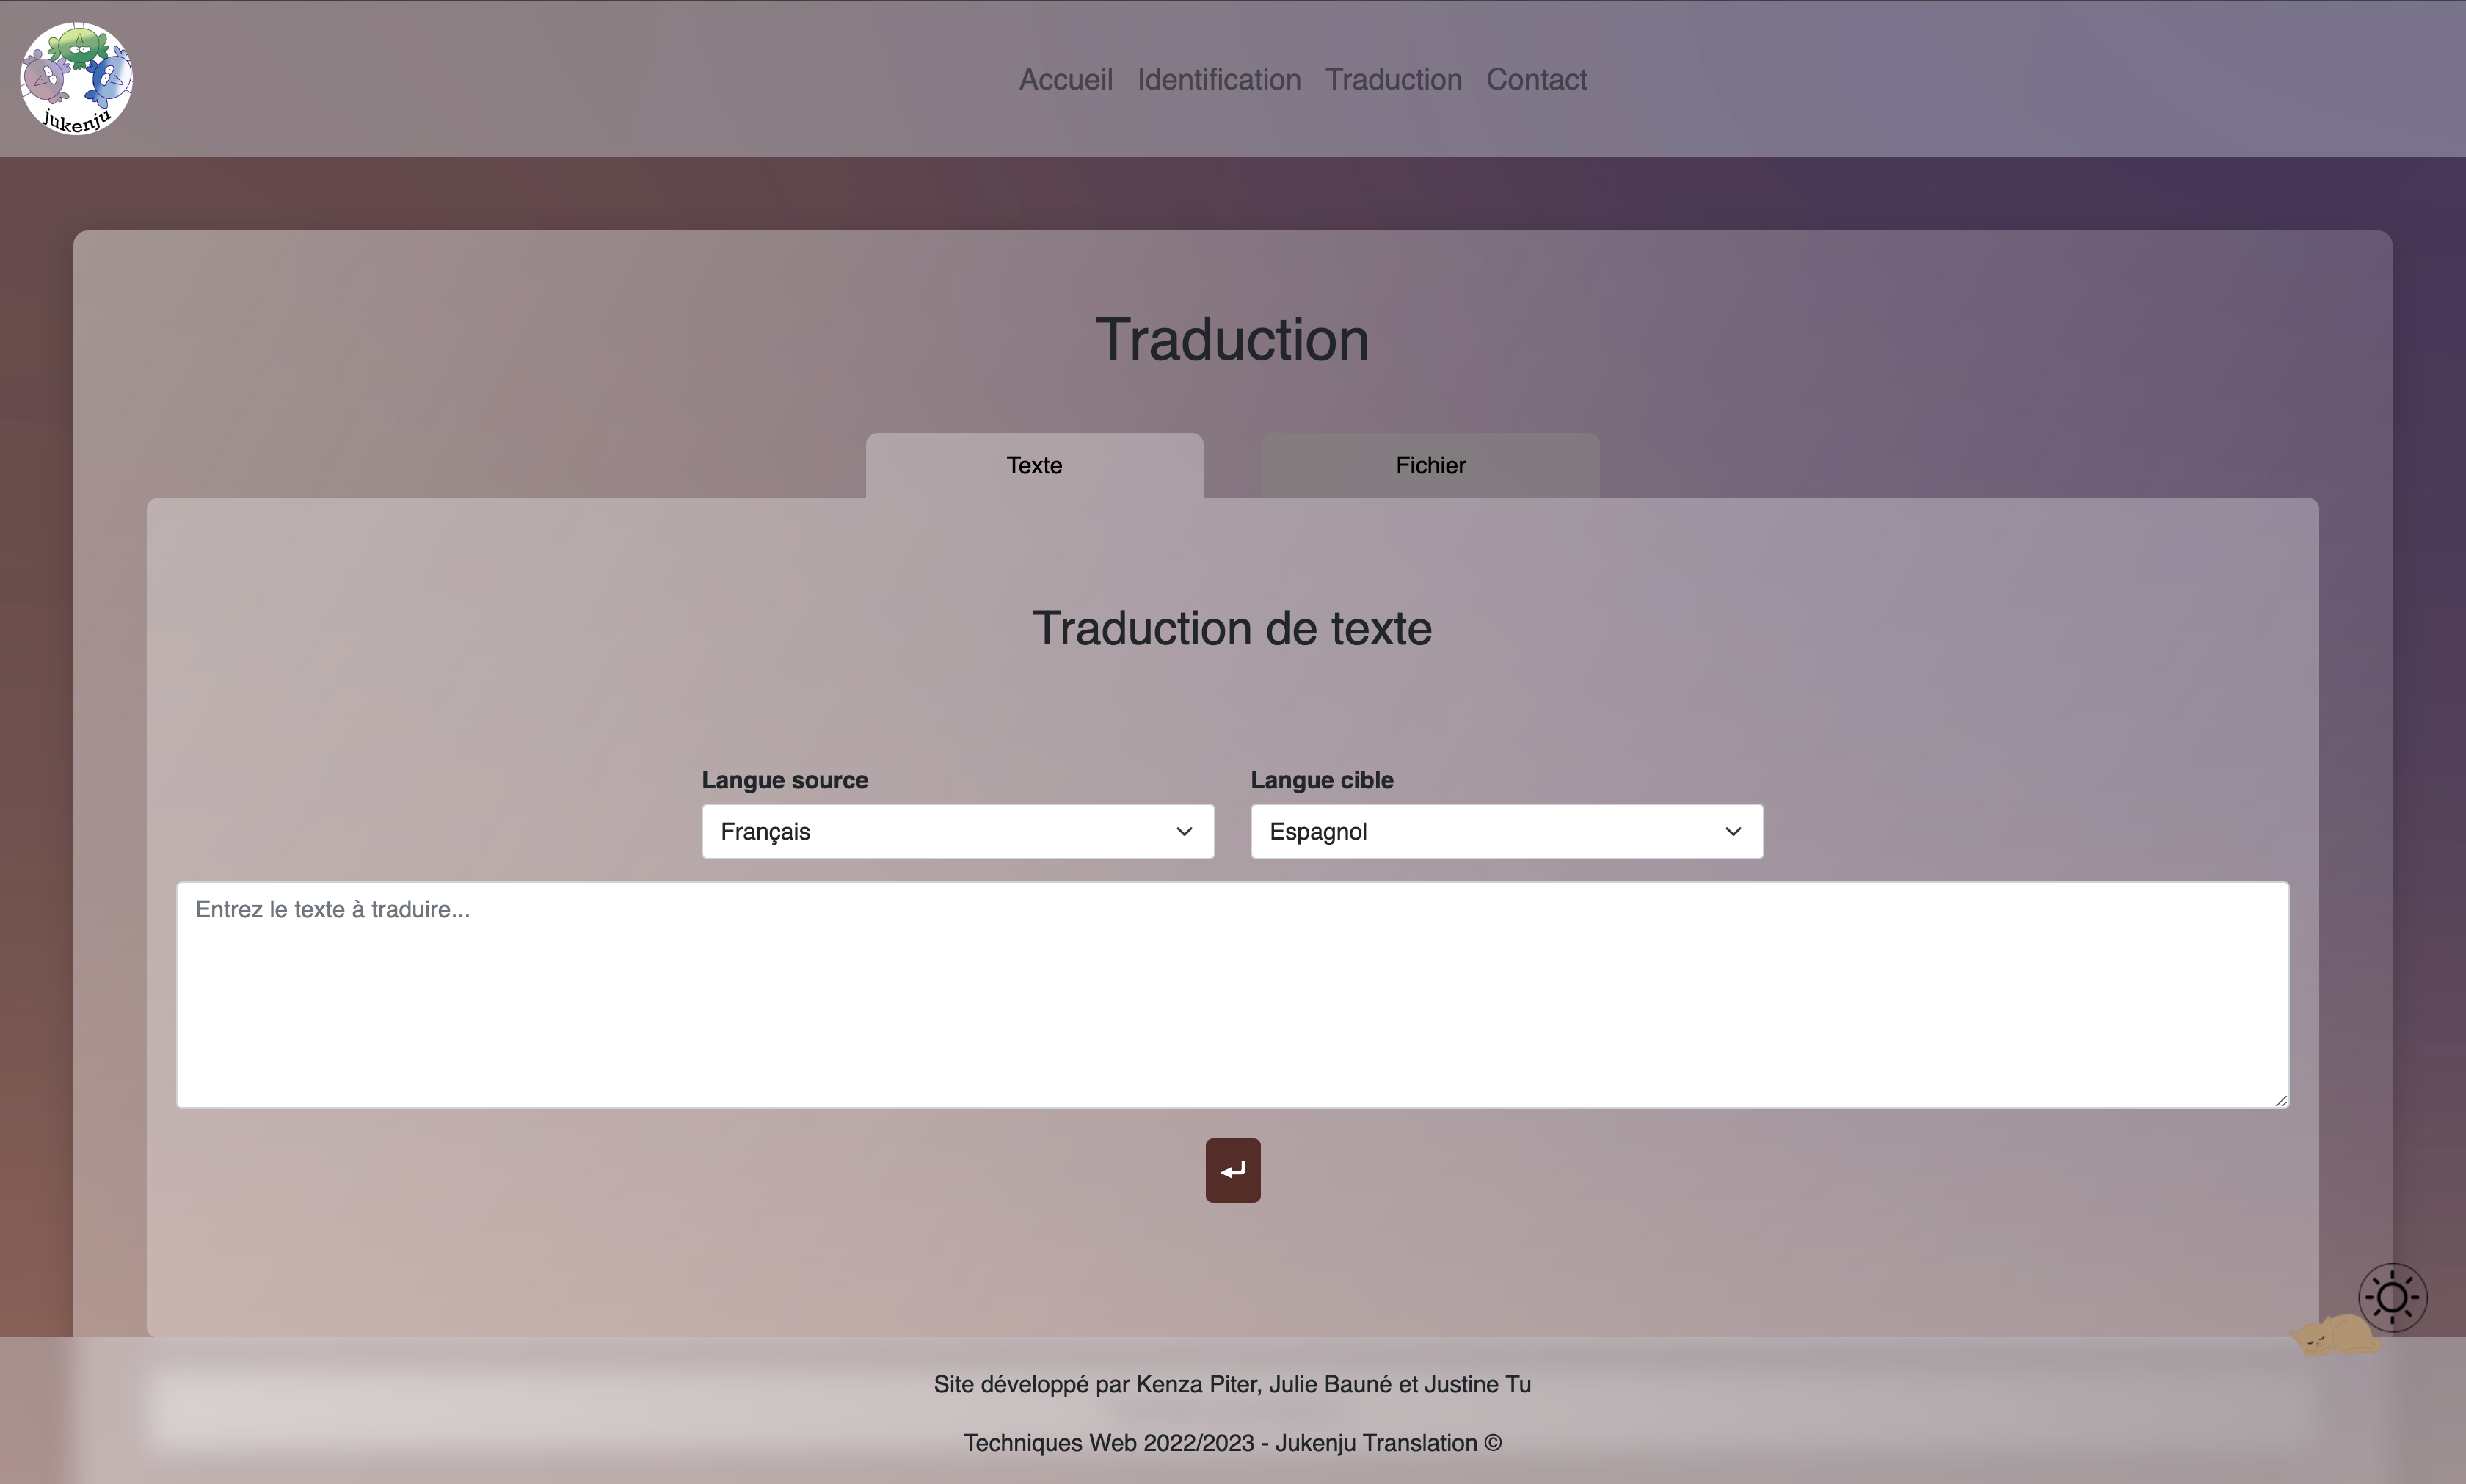 jukenju
Accueil Identification Traduction Contact
Traduction
Texte Fichier
Traduction de texte
Langue source Langue cible
Français Espagnol
Entrez le texte à traduire...
Site développé par Kenza Piter, Julie Bauné et Justine Tu
Techniques Web 2022/2023 - Jukenju Translation ©